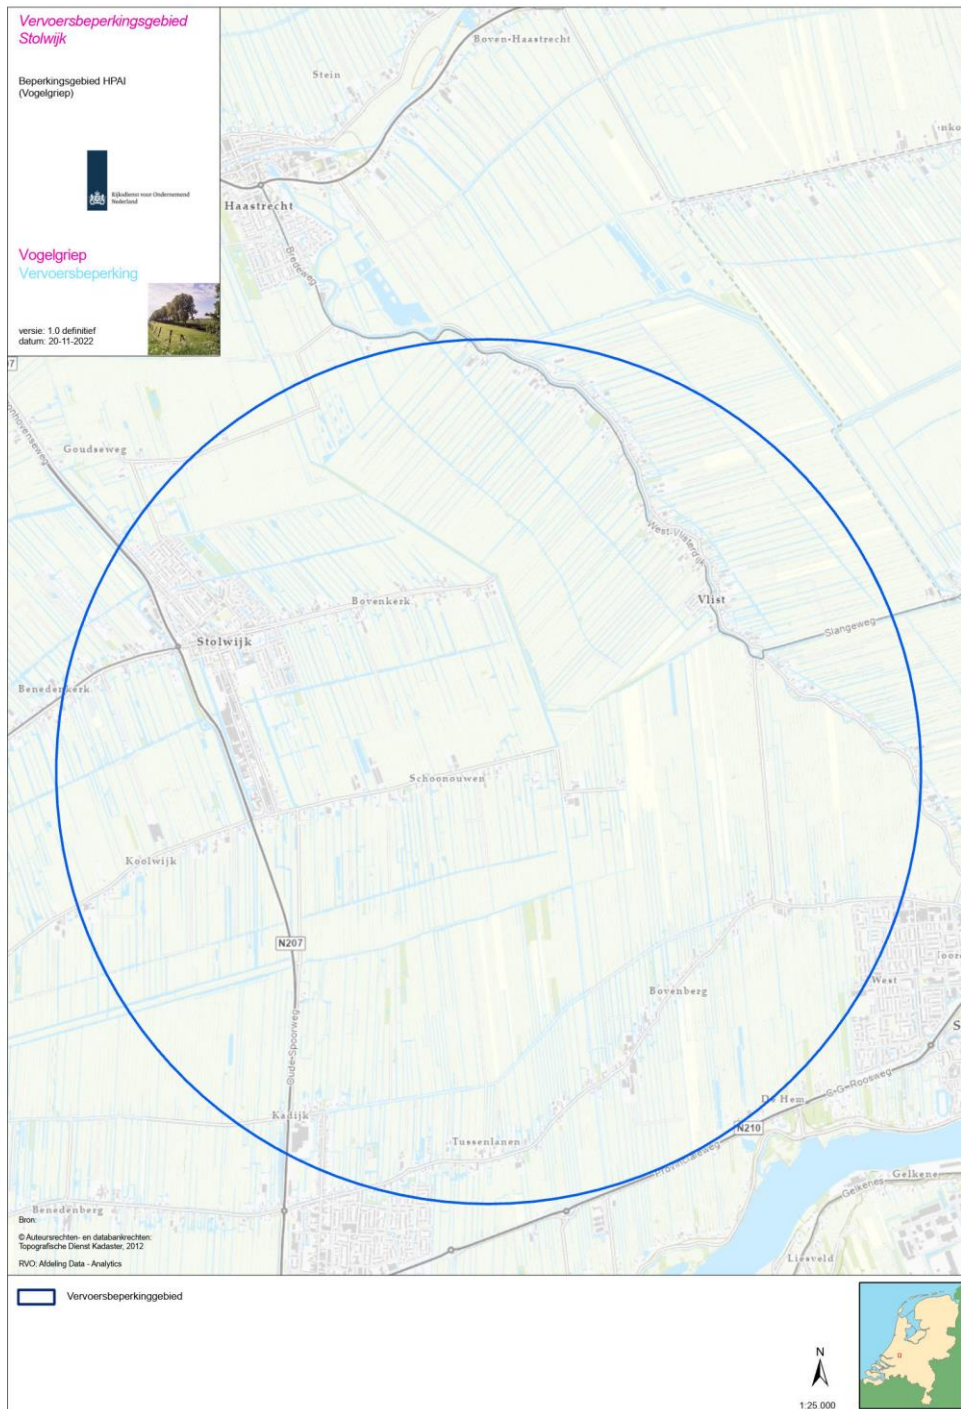 Vervoersbeperkingsgebied
Stolwijk
Beperkingsgebied HPAI
(Vogelgriep)
Rijksdienst voor Ondernemend
Nederland
Vogelgriep
Vervoersbeperking
versie: 1.0 definitief
datum: 20-11-2022
Boven-Haastrecht
Stein
Haastrecht
Bredeweg
Goudseweg
West-Vlisterdijk
Vlist
Slangeweg
Bovenkerk
Stolwijk
Benedenkerk
Schoonouwen
Koolwijk
N207
Bovenberg
West
Oude-Spoorweg
C-G-Roosweg
De Hem
Kadijk
N210
Tussenlanen
Provincialeweg
Gelkene
Gelkenes
Benedenberg
Liesveld
Bron:
© Auteursrechten- en databankrechten:
Topografische Dienst Kadaster, 2012
RVO: Afdeling Data - Analytics
Vervoersbeperkinggebied
N
1:25.000